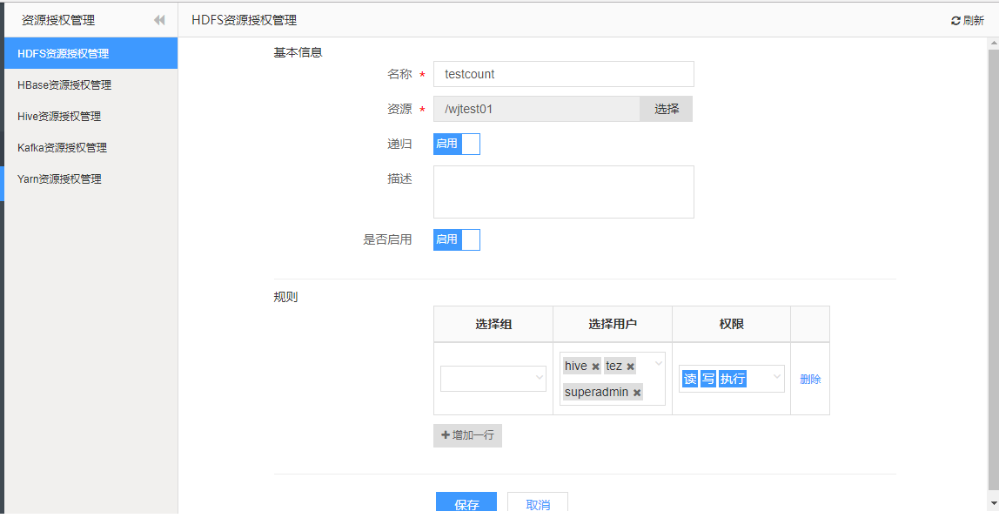 资源授权管理
HDFS资源授权管理
刷新
HDFS资源授权管理
HBase资源授权管理
Hive资源授权管理
Kafka资源授权管理
Yarn资源授权管理
基本信息
名称 * testcount
资源 * /wjtest01 选择
递归 启用
描述
是否启用 启用
规则
选择组 选择用户 权限
hive ✖ tez ✖
superadmin ✖
读 写 执行
删除
+ 增加一行
保存 取消